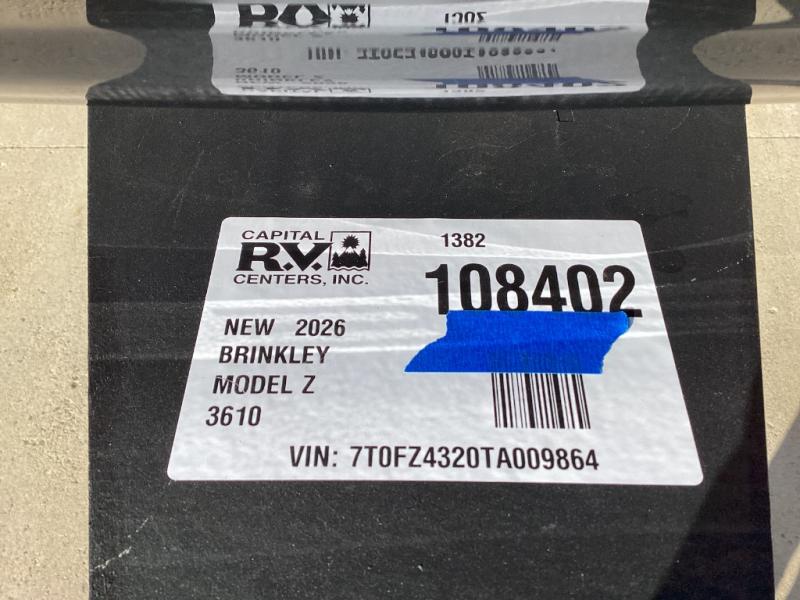 CAPITAL
R.V.
CENTERS, INC.
1382
108402
NEW 2026
BRINKLEY
MODEL Z
3610
VIN: 7T0FZ4320TA009864